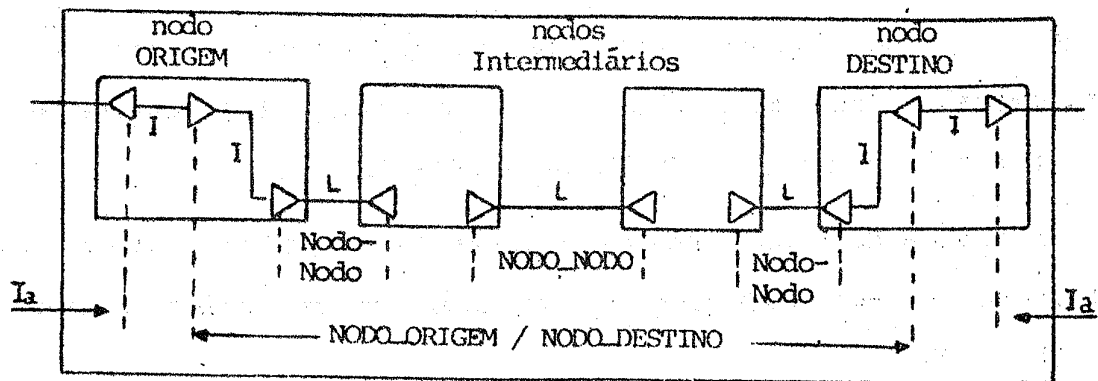 nodo nodos nodo
ORIGEM Intermediários DESTINO
I I
I L L L I
Nodo- NODO_NODO Nodo-
Nodo Nodo
Ia Ia
NODO_ORIGEM / NODO_DESTINO